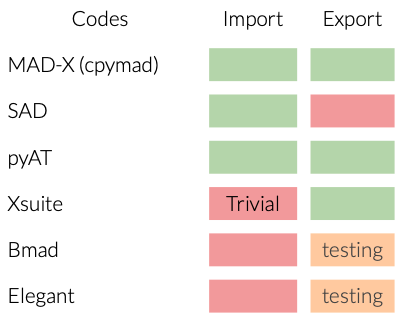 Codes Import Export
MAD-X (cpymad)
SAD
pyAT
Xsuite Trivial
Bmad testing
Elegant testing